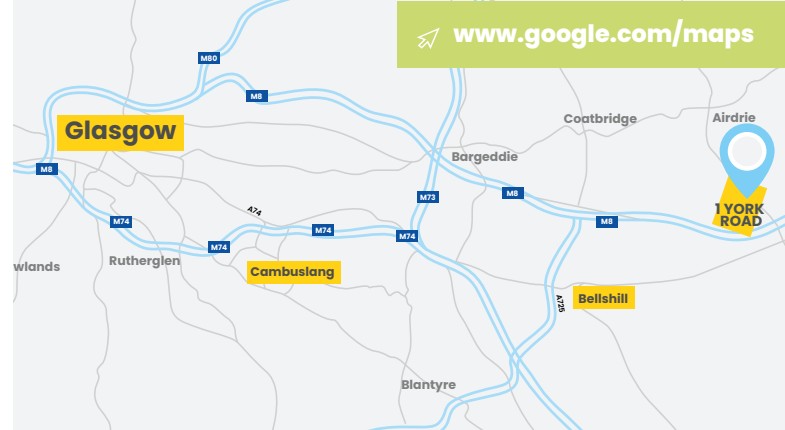 www.google.com/maps
M80
M8
Glasgow
Coatbridge
Airdrie
Bargeddie
M8
M73
M8
A74
M74
M74
M74
M74
M8
1 YORK
ROAD
wlands
Rutherglen
Cambuslang
A725
Bellshill
Blantyre